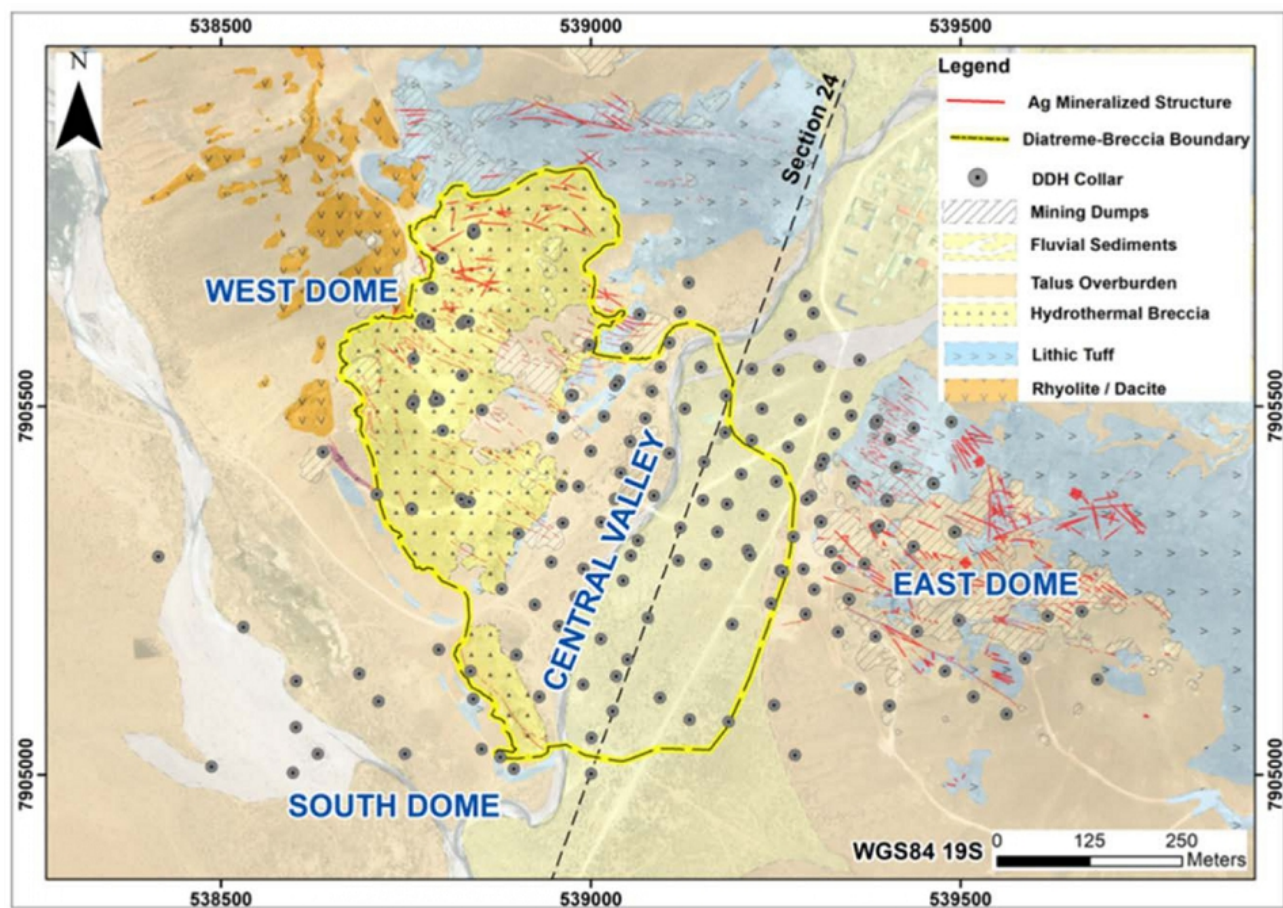 538500 539000 539500
N
Legend
Ag Mineralized Structure
Diatreme-Breccia Boundary
DDH Collar
Mining Dumps
Fluvial Sediments
Talus Overburden
Hydrothermal Breccia
Lithic Tuff
Rhyolite / Dacite
Section 24
WEST DOME
7905500 7905500
CENTRAL VALLEY
EAST DOME
7905000 7905000
SOUTH DOME
WGS84 19S
0 125 250
Meters
538500 539000 539500